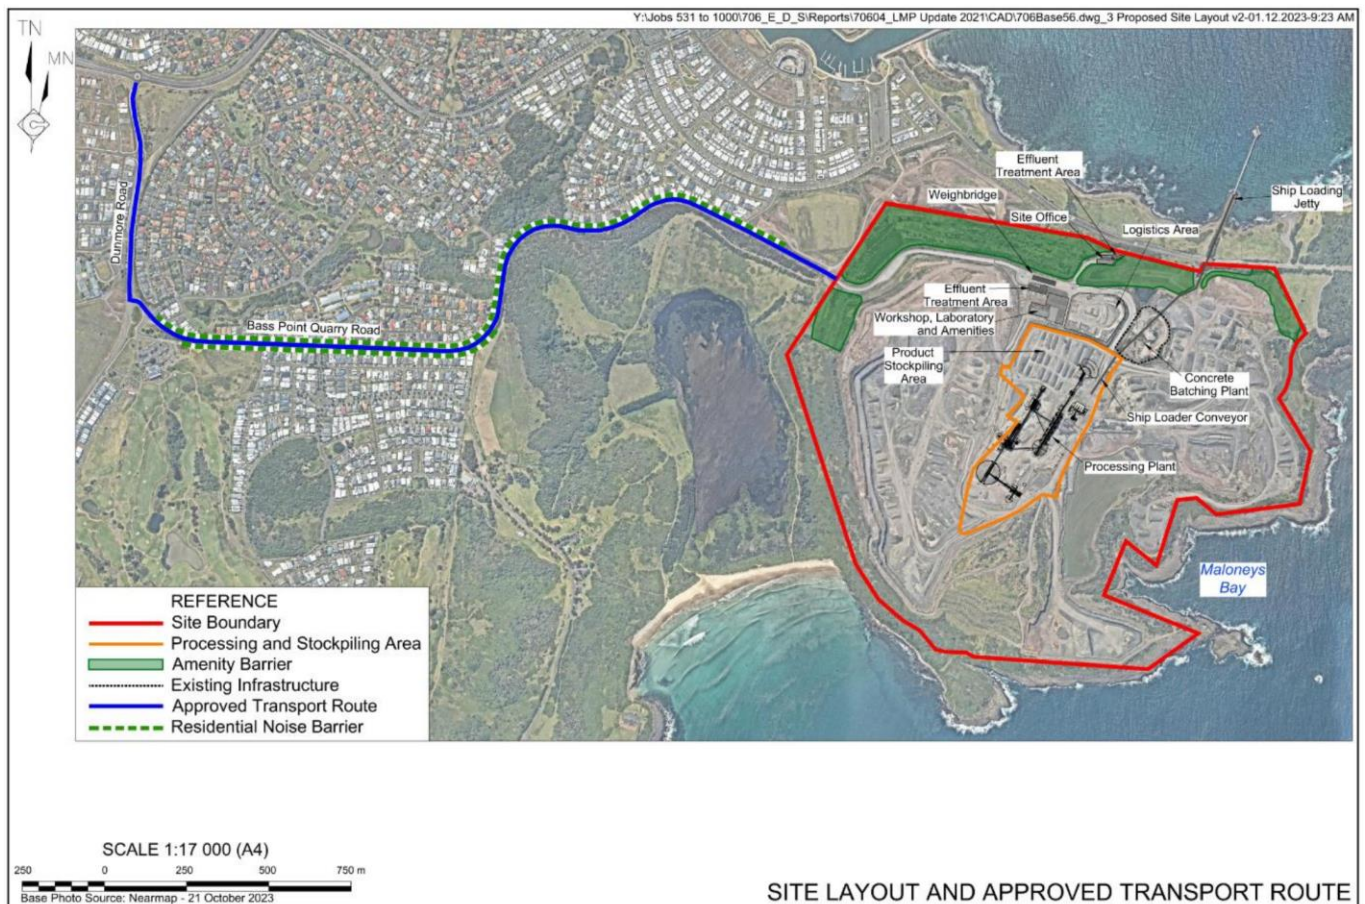 Y:\Jobs 531 to 1000\706_E_D_S\Reports\70604_LMP Update 2021\CAD\706Base56.dwg_3 Proposed Site Layout v2-01.12.2023-9:23 AM
TN
MN
Dunmore Road
Bass Point Quarry Road
Effluent
Treatment Area
Weighbridge
Site Office
Ship Loading
Jetty
Logistics Area
Effluent
Treatment Area
Workshop, Laboratory
and Amenities
Product
Stockpiling
Area
Concrete
Batching Plant
Ship Loader Conveyor
Processing Plant
Maloneys
Bay
REFERENCE
Site Boundary
Processing and Stockpiling Area
Amenity Barrier
Existing Infrastructure
Approved Transport Route
Residential Noise Barrier
SCALE 1:17 000 (A4)
250 0 250 500 750 m
Base Photo Source: Nearmap - 21 October 2023
SITE LAYOUT AND APPROVED TRANSPORT ROUTE